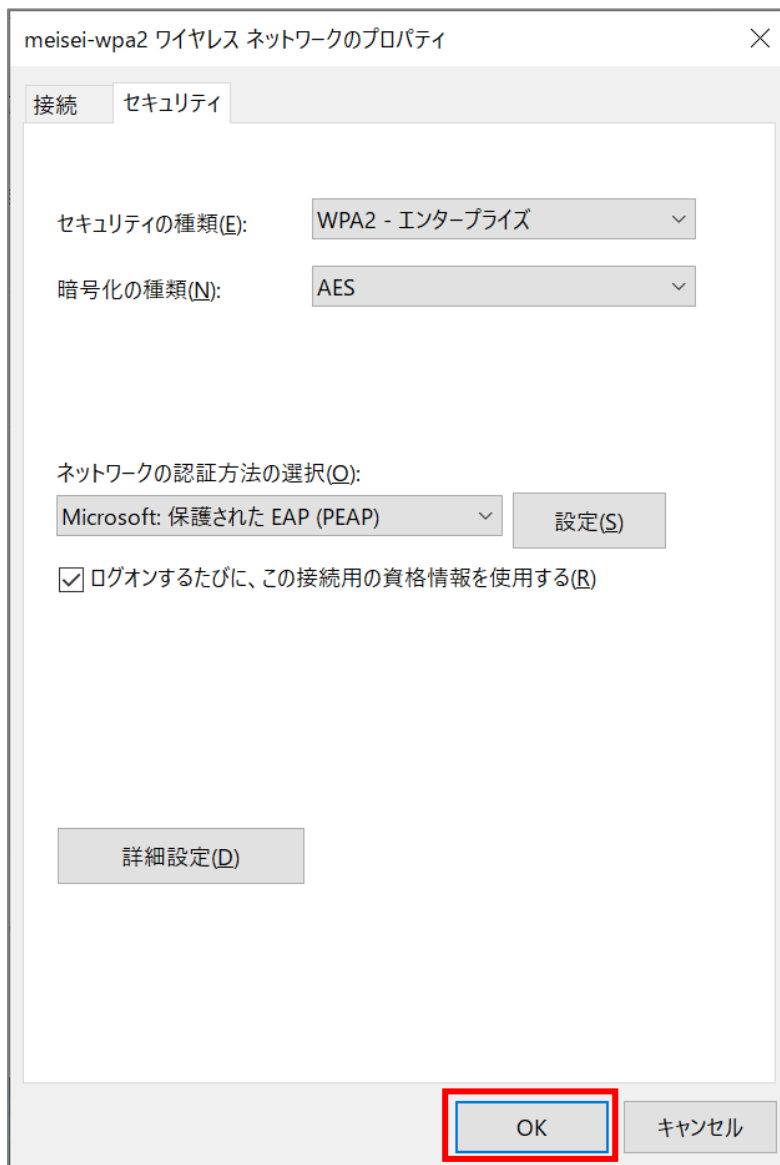 meisei-wpa2 ワイヤレス ネットワークのプロパティ
接続 セキュリティ
セキュリティの種類(E): WPA2 - エンタープライズ
暗号化の種類(N): AES
ネットワークの認証方法の選択(O):
Microsoft: 保護された EAP (PEAP) 設定(S)
ログオンするたびに、この接続用の資格情報を使用する(R)
詳細設定(D)
OK キャンセル